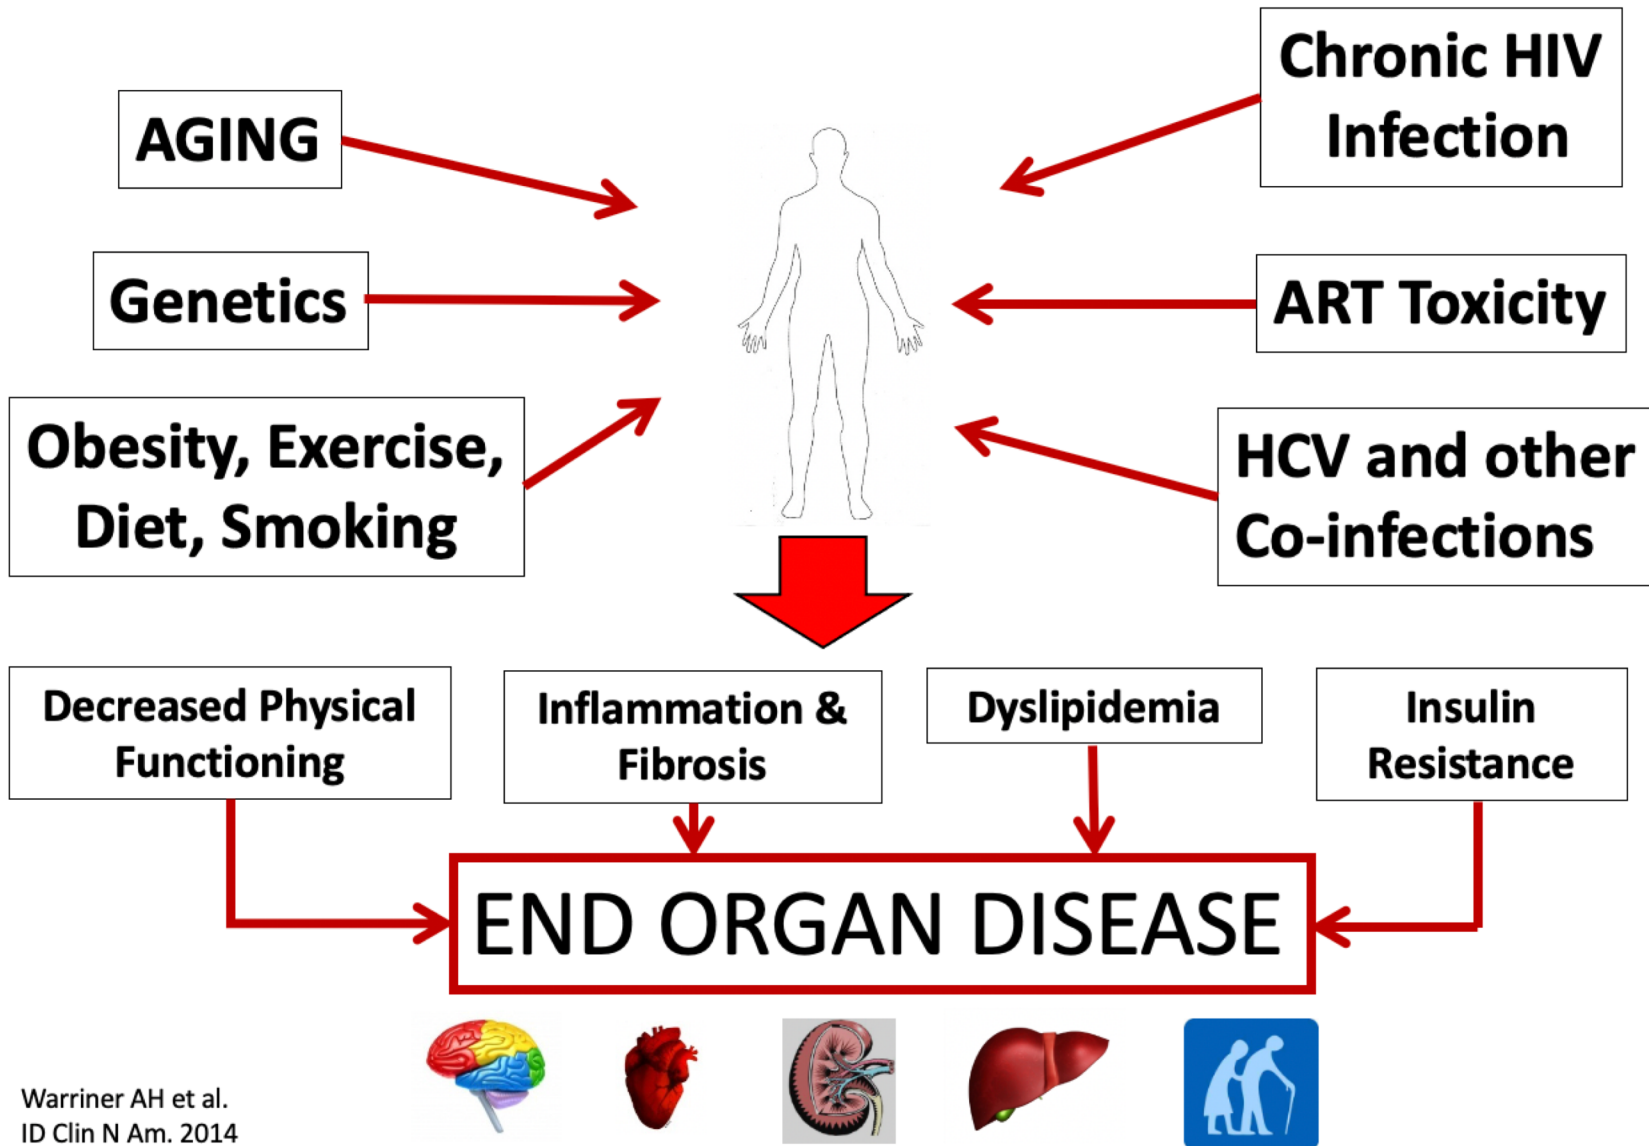 AGING
Chronic HIV
Infection
Genetics
ART Toxicity
Obesity, Exercise,
Diet, Smoking
HCV and other
Co-infections
Decreased Physical
Functioning
Inflammation &
Fibrosis
Dyslipidemia
Insulin
Resistance
END ORGAN DISEASE
Warriner AH et al.
ID Clin N Am. 2014